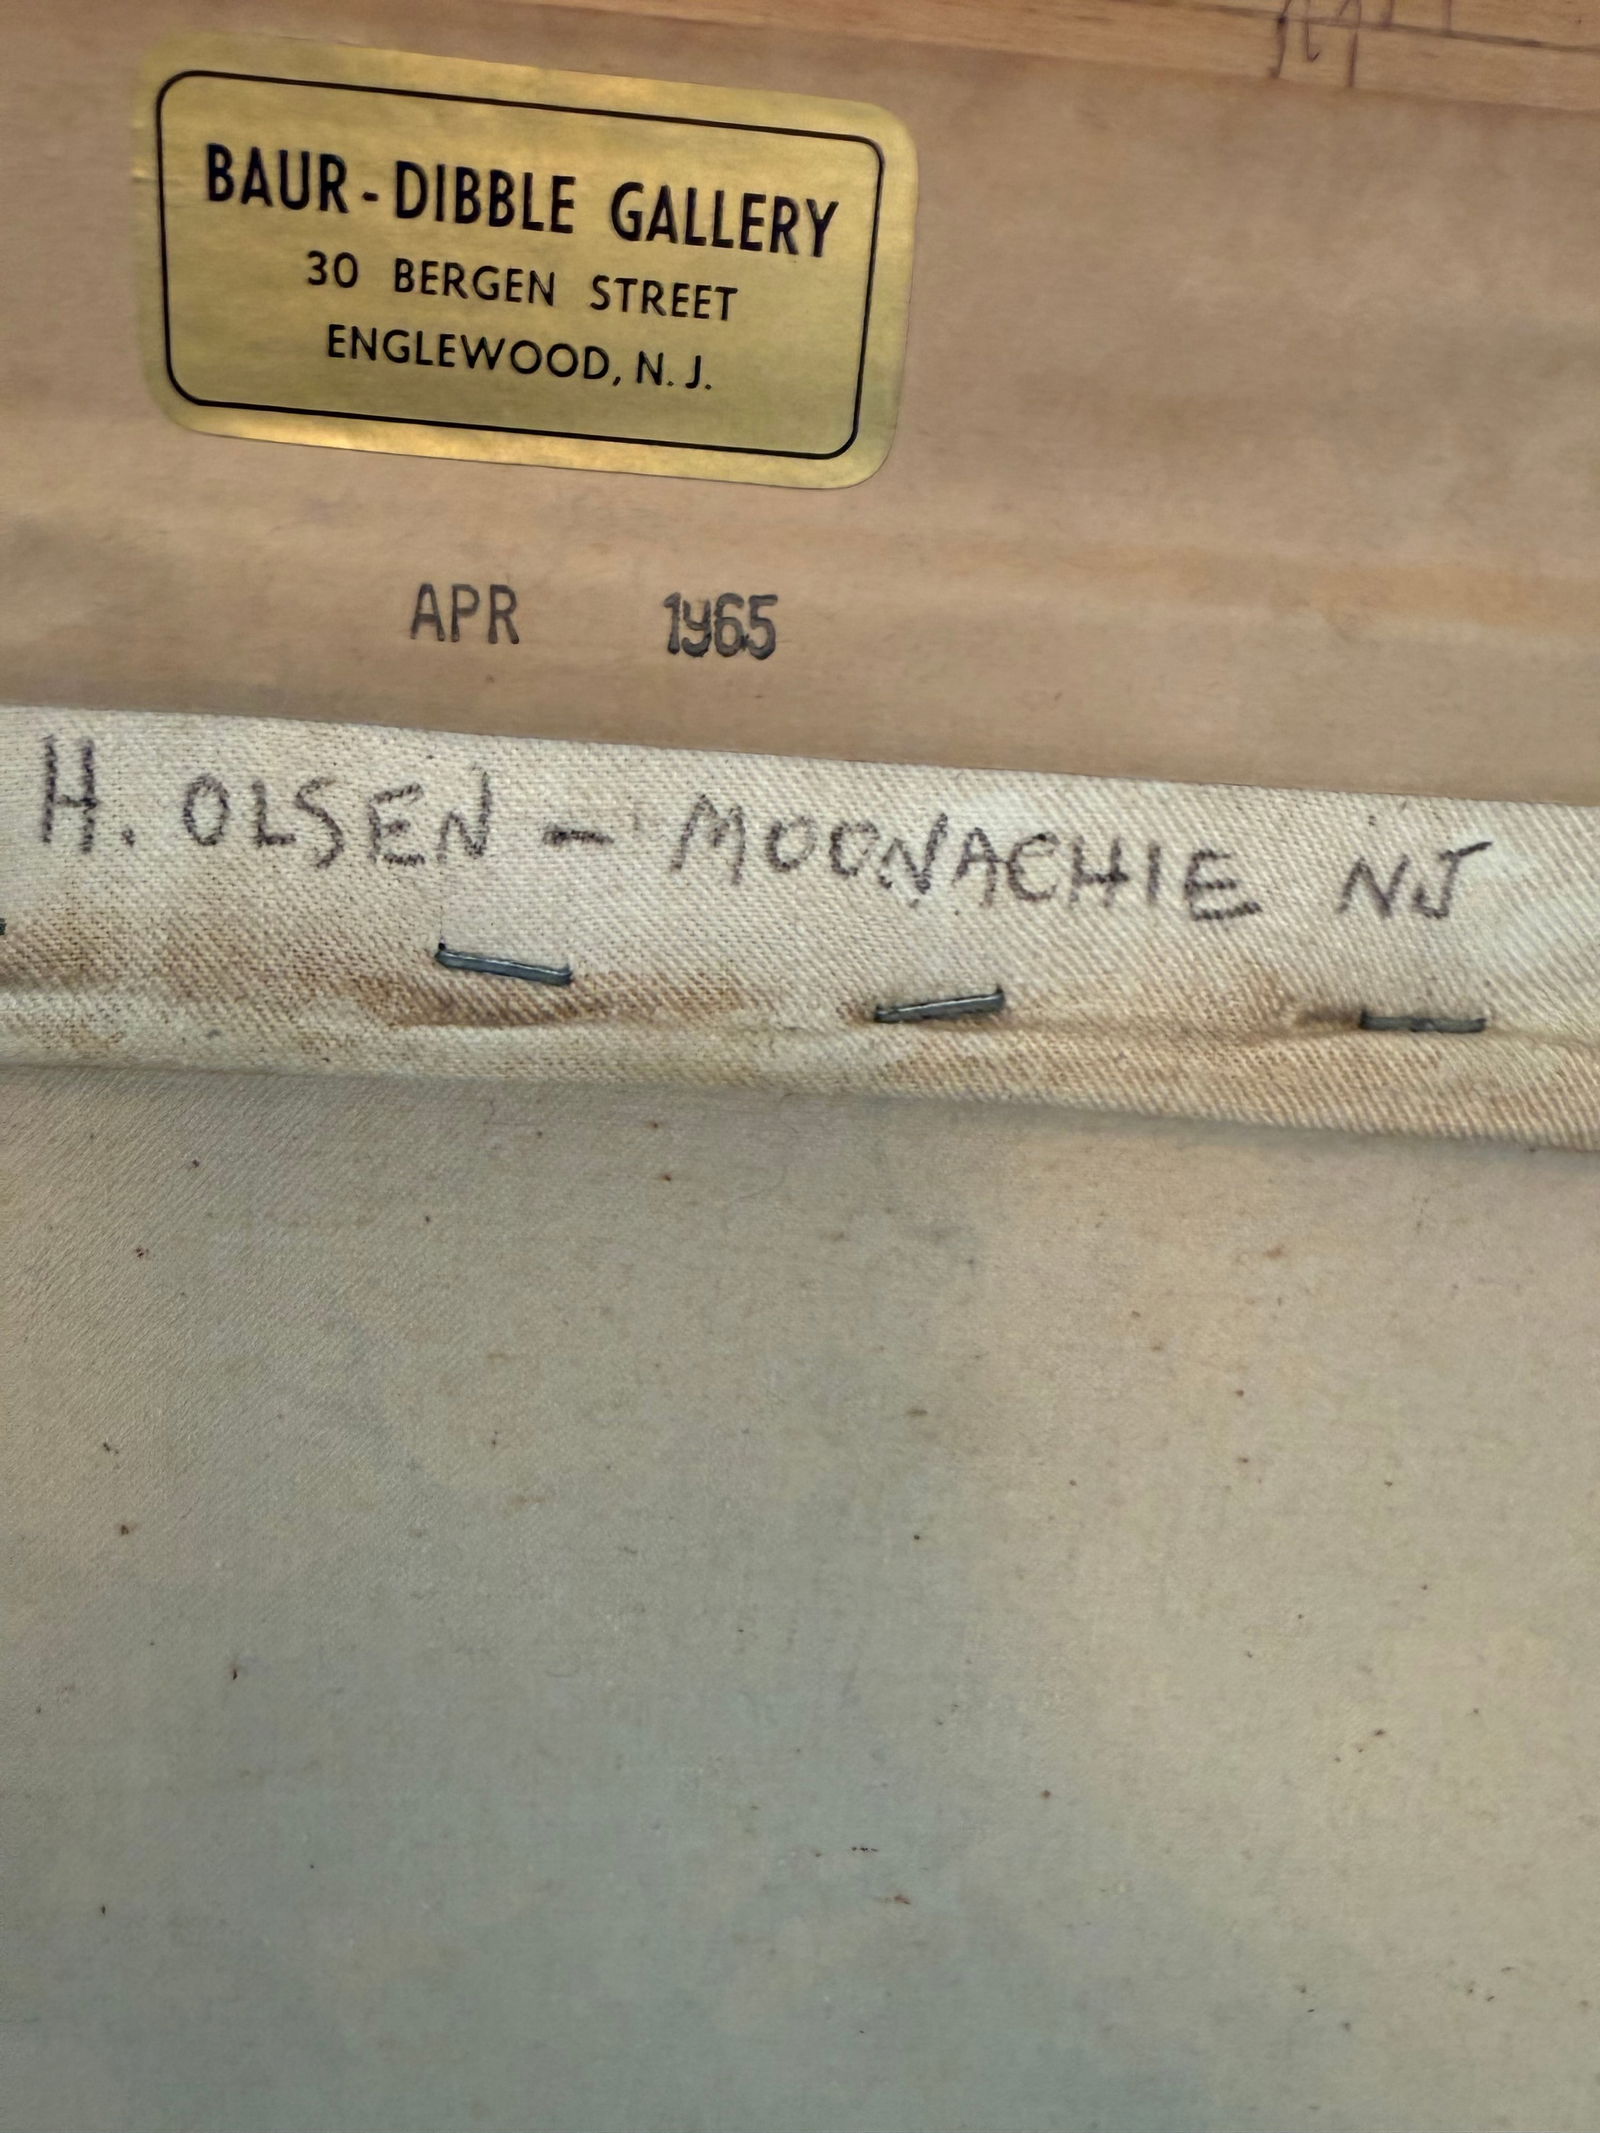 BAUR - DIBBLE GALLERY
30 BERGEN STREET
ENGLEWOOD, N. J.
APR 1965
H. OLSEN - MOONACHIE NJ